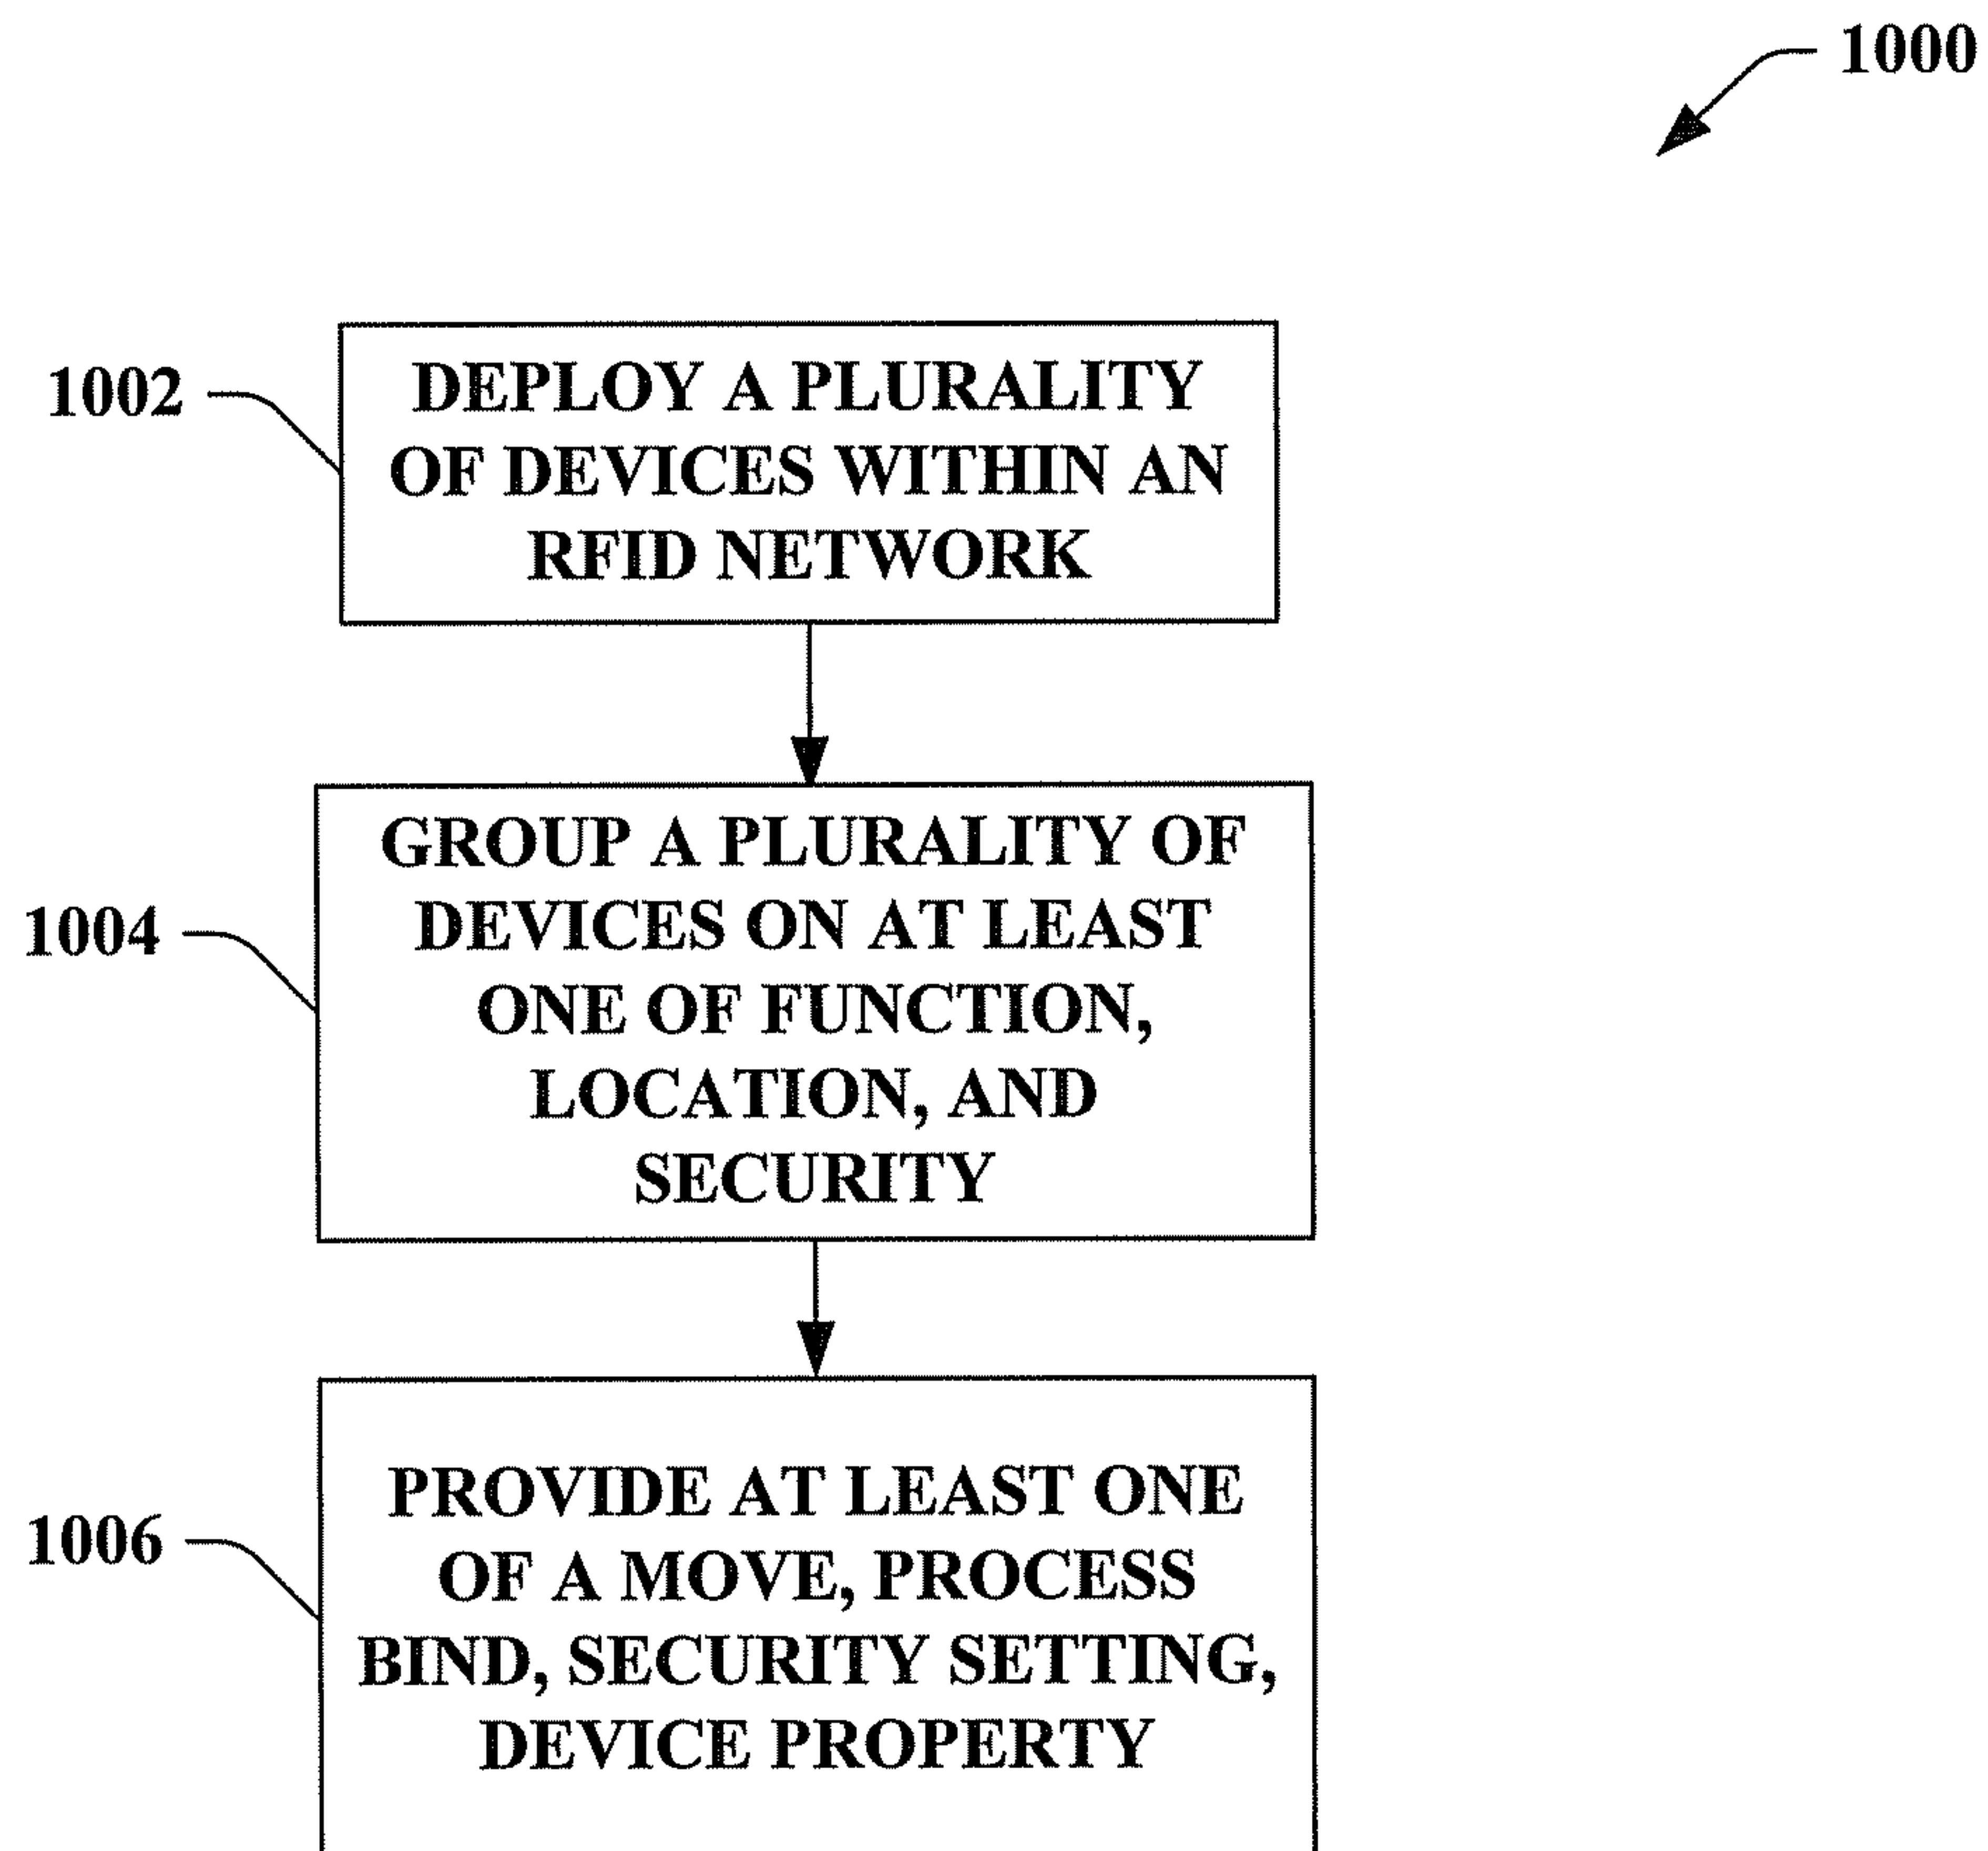 1000
1002
DEPLOY A PLURALITY
OF DEVICES WITHIN AN
RFID NETWORK
1004
GROUP A PLURALITY OF
DEVICES ON AT LEAST
ONE OF FUNCTION,
LOCATION, AND
SECURITY
1006
PROVIDE AT LEAST ONE
OF A MOVE, PROCESS
BIND, SECURITY SETTING,
DEVICE PROPERTY